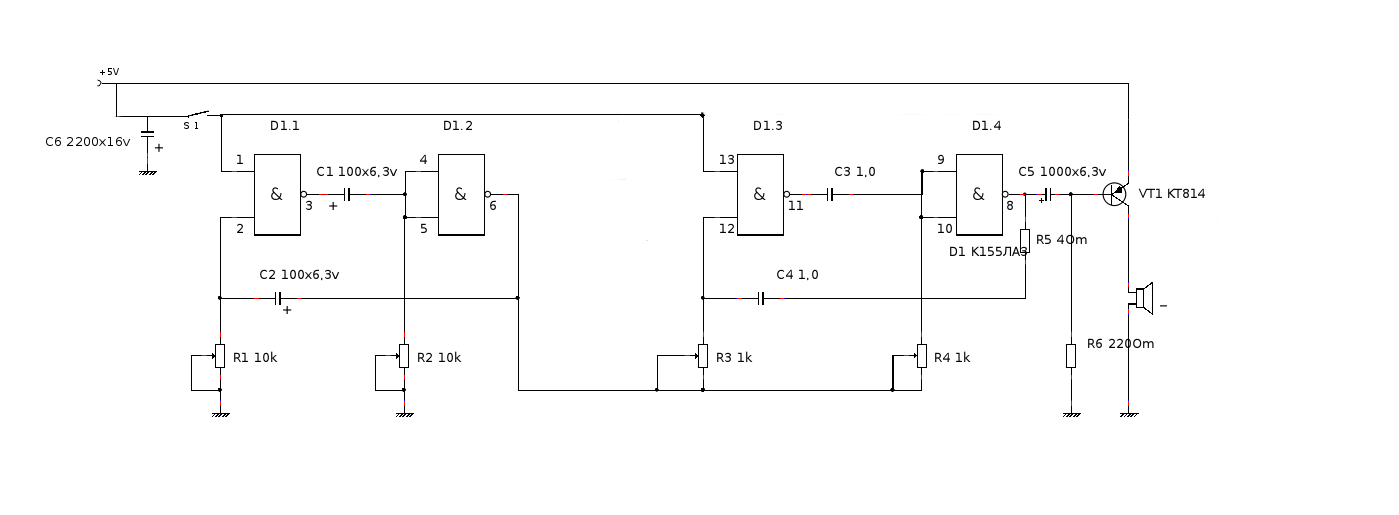 +5V
S 1
C6 2200x16v
+
D1.1
D1.2
D1.3
D1.4
1
2
&
3
C1 100x6,3v
+
4
5
&
6
13
12
&
11
C3 1,0
9
10
&
8
C5 1000x6,3v
+
VT1 KT814
D1 K155ЛА3
R5 4Om
C2 100x6,3v
+
C4 1,0
R1 10k
R2 10k
R3 1k
R4 1k
R6 220Om